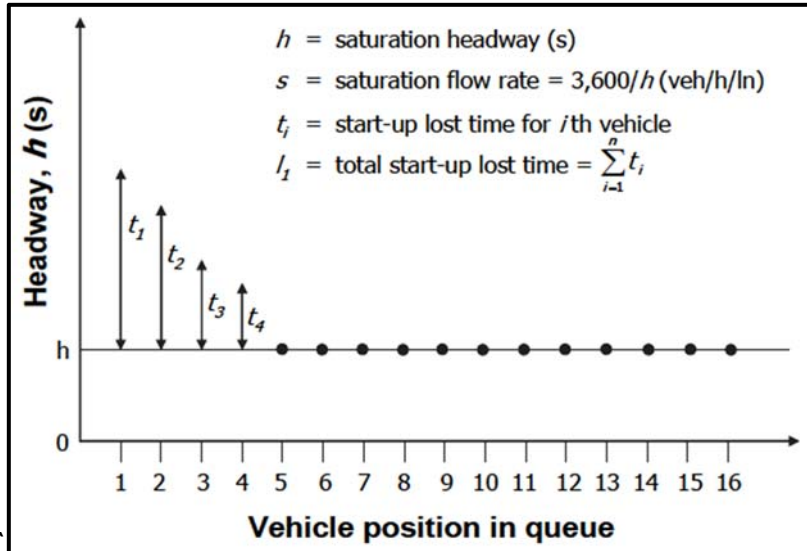 h = saturation headway (s)
s = saturation flow rate = 3,600/h (veh/h/ln)
tᵢ = start-up lost time for ith vehicle
l₁ = total start-up lost time = ∑ⁿᵢ₋₁ tᵢ
Headway, h (s)
t₁
t₂
t₃
t₄
h
0
1 2 3 4 5 6 7 8 9 10 11 12 13 14 15 16
Vehicle position in queue